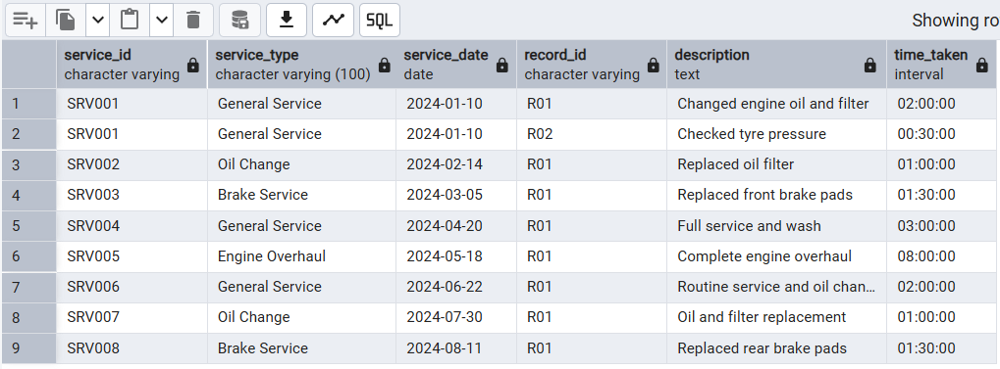 SQL
Showing ro
service_id service_type service_date record_id description time_taken
character varying character varying (100) date character varying text interval
1 SRV001 General Service 2024-01-10 R01 Changed engine oil and filter 02:00:00
2 SRV001 General Service 2024-01-10 R02 Checked tyre pressure 00:30:00
3 SRV002 Oil Change 2024-02-14 R01 Replaced oil filter 01:00:00
4 SRV003 Brake Service 2024-03-05 R01 Replaced front brake pads 01:30:00
5 SRV004 General Service 2024-04-20 R01 Full service and wash 03:00:00
6 SRV005 Engine Overhaul 2024-05-18 R01 Complete engine overhaul 08:00:00
7 SRV006 General Service 2024-06-22 R01 Routine service and oil chan... 02:00:00
8 SRV007 Oil Change 2024-07-30 R01 Oil and filter replacement 01:00:00
9 SRV008 Brake Service 2024-08-11 R01 Replaced rear brake pads 01:30:00